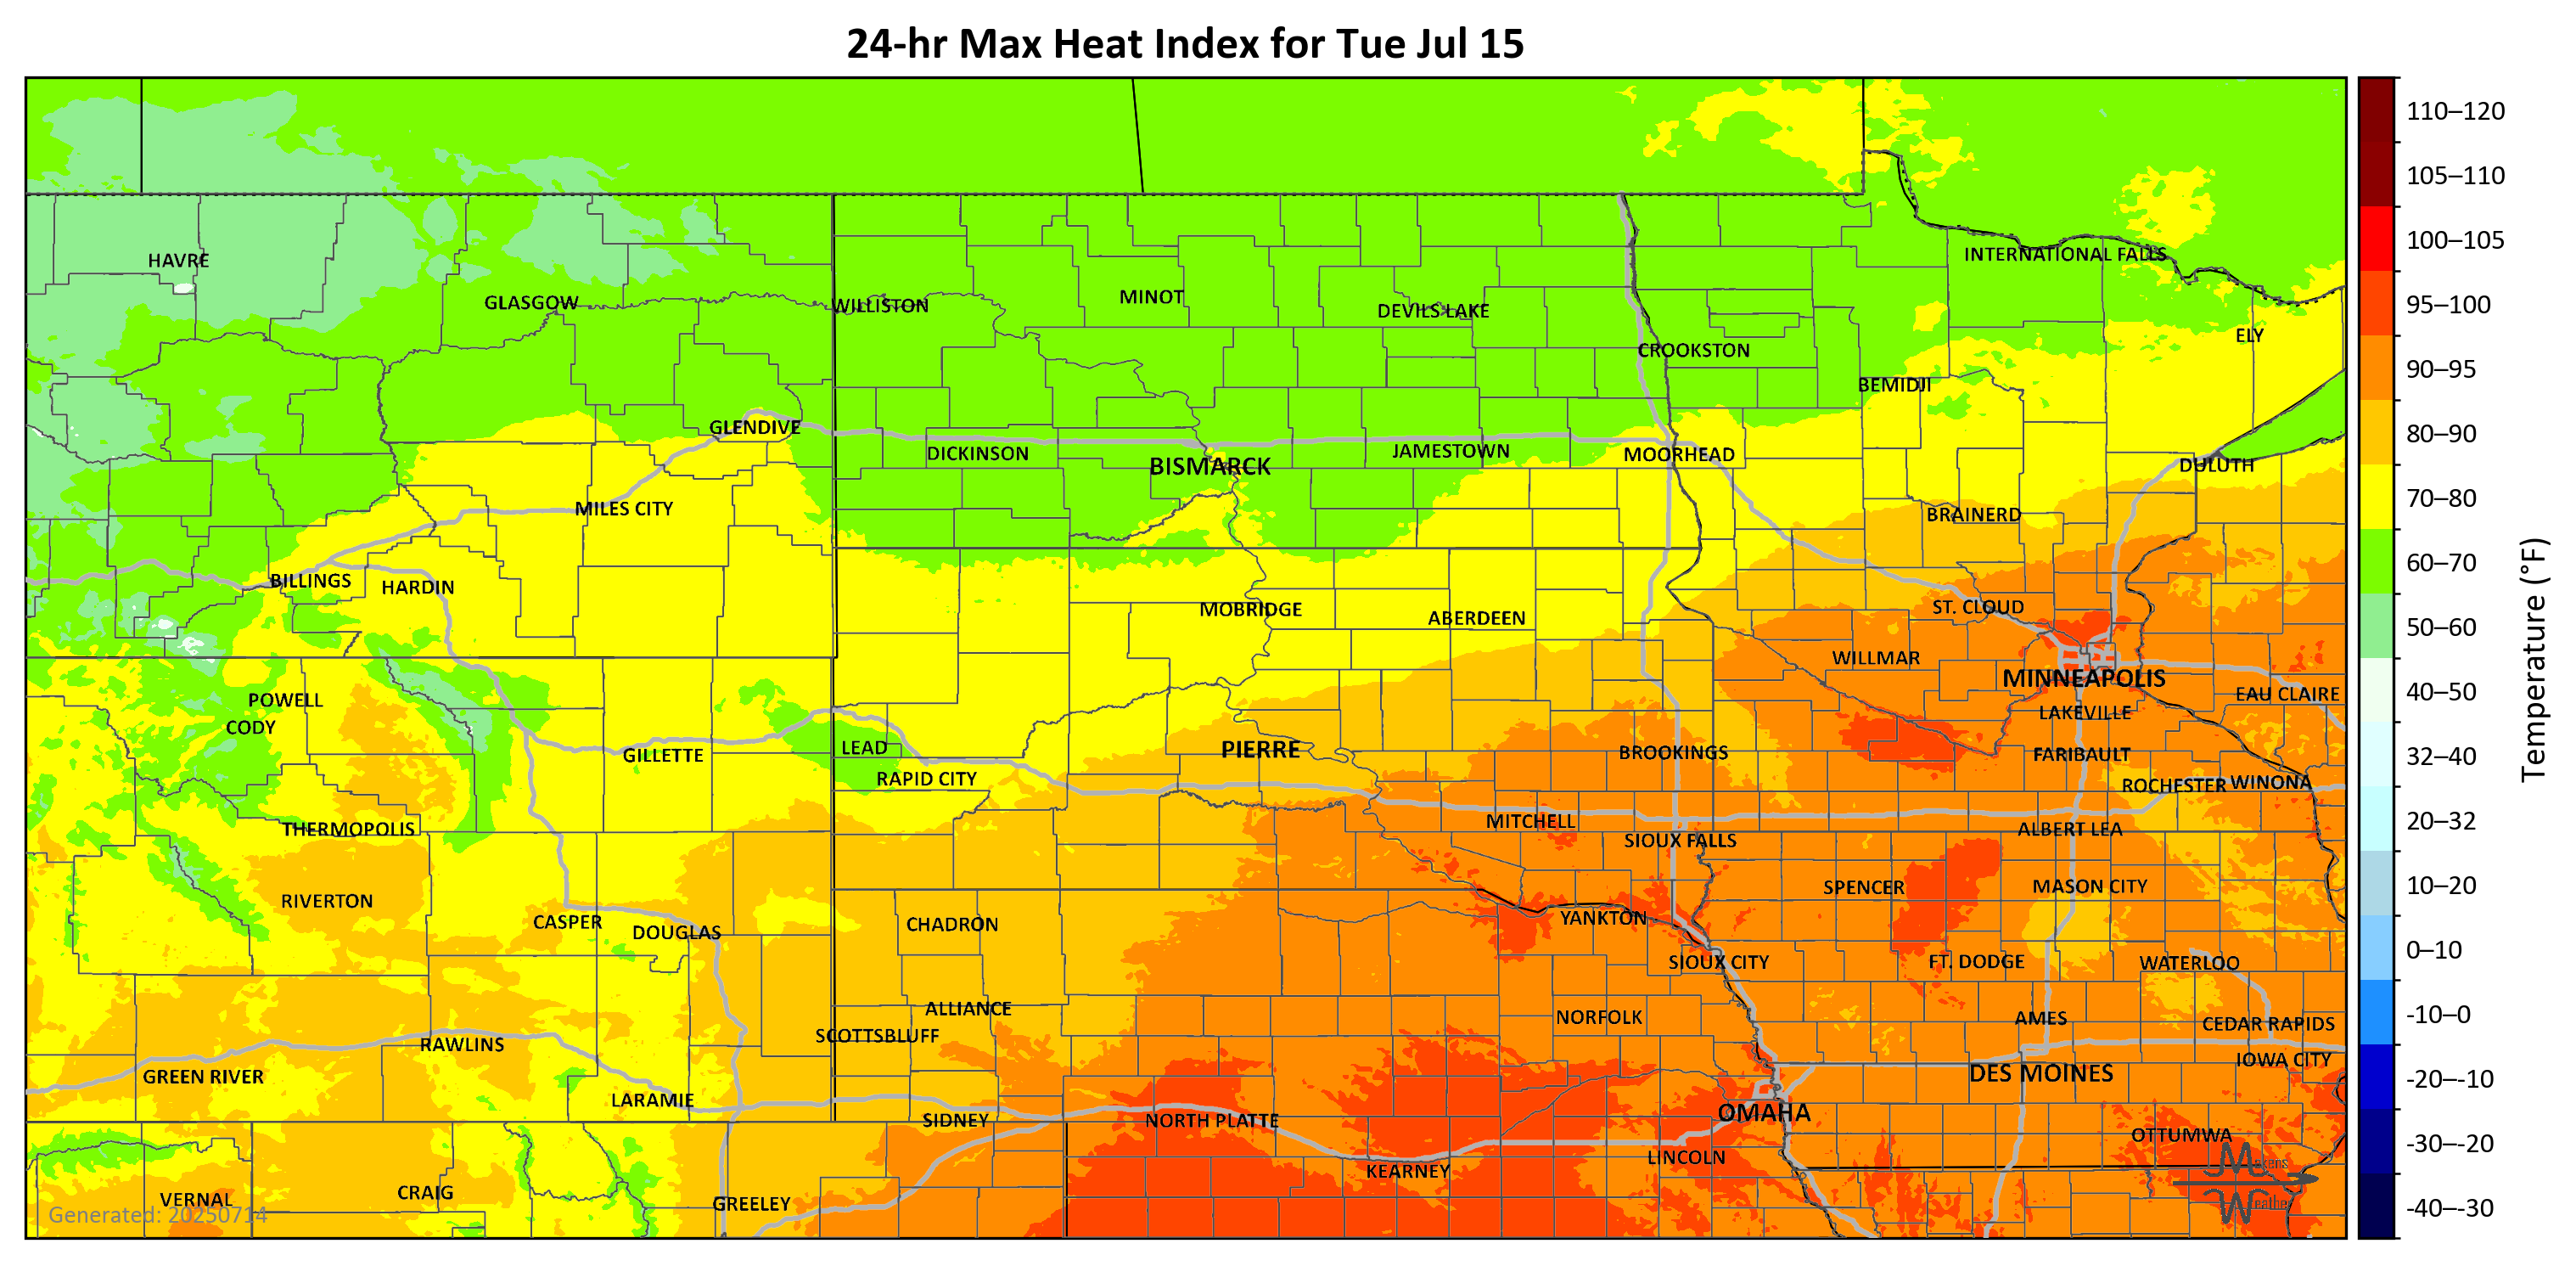 24-hr Max Heat Index for Tue Jul 15
110–120
105–110
INTERNATIONAL FALLS
100–105
HAVRE
MINOT
GLASGOW
WILLISTON
95–100
DEVILS LAKE
ELY
CROOKSTON
90–95
BEMIDJI
GLENDIVE
80–90
DICKINSON
JAMESTOWN
MOORHEAD
BISMARCK
DULUTH
70–80
MILES CITY
BRAINERD
60–70
BILLINGS
HARDIN
MOBRIDGE
ABERDEEN
ST. CLOUD
50–60
WILLMAR
MINNEAPOLIS
40–50
EAU CLAIRE
POWELL
LAKEVILLE
CODY
LEAD
PIERRE
BROOKINGS
GILLETTE
FARIBAULT
32–40
RAPID CITY
ROCHESTER
WINONA
Temperature (°F)
20–32
MITCHELL
THERMOPOLIS
ALBERT LEA
SIOUX FALLS
10–20
SPENCER
MASON CITY
RIVERTON
YANKTON
CASPER
CHADRON
DOUGLAS
0–10
SIOUX CITY
FT. DODGE
WATERLOO
ALLIANCE
-10–0
NORFOLK
AMES
CEDAR RAPIDS
SCOTTSBLUFF
RAWLINS
IOWA CITY
GREEN RIVER
DES MOINES
-20–-10
LARAMIE
OMAHA
SIDNEY
NORTH PLATTE
OTTUMWA
-30–-20
LINCOLN
Makens
KEARNEY
CRAIG
VERNAL
GREELEY
Weather
-40–-30
Generated: 20250714